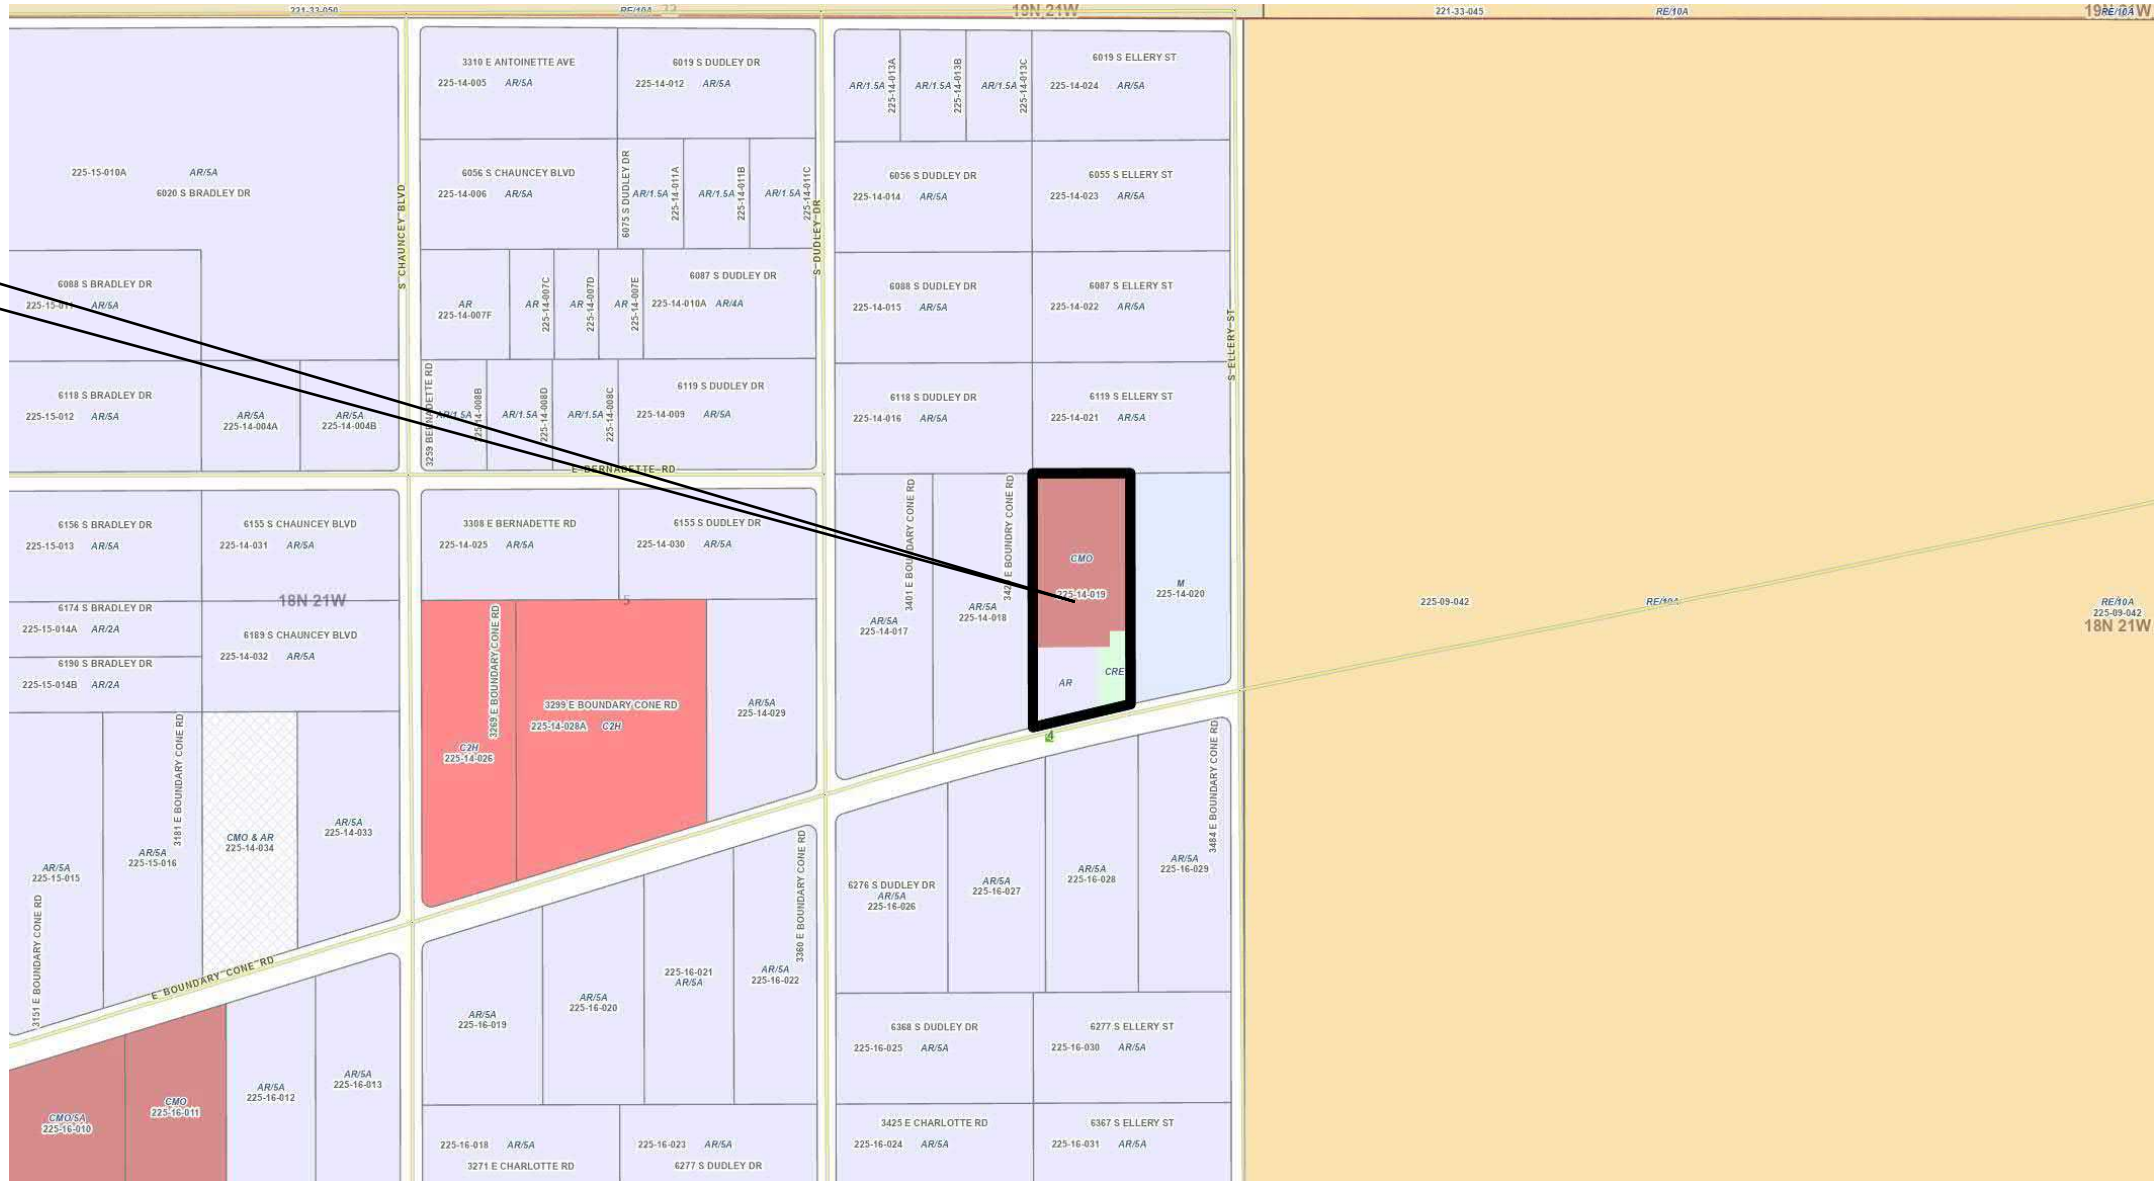 221-33-050
RE/10A
33
19N 21W
221-33-045
RE/10A
19N 21W
RE/10A
3310 E ANTOINETTE AVE
225-14-005 AR/5A
6019 S DUDLEY DR
225-14-012 AR/5A
AR/1.5A
225-14-013A
AR/1.5A
225-14-013B
AR/1.5A
225-14-013C
6019 S ELLERY ST
225-14-024 AR/5A
225-15-010A AR/5A
6020 S BRADLEY DR
S CHAUNCEY BLVD
6056 S CHAUNCEY BLVD
225-14-006 AR/5A
6075 S DUDLEY DR
AR/1.5A
225-14-011A
AR/1.5A
225-14-011B
AR/1.5A
225-14-011C
S DUDLEY DR
6056 S DUDLEY DR
225-14-014 AR/5A
6055 S ELLERY ST
225-14-023 AR/5A
6088 S BRADLEY DR
225-15-011 AR/5A
AR
225-14-007F
AR
225-14-007C
AR
225-14-007D
AR
225-14-007E
6087 S DUDLEY DR
225-14-010A AR/4A
6088 S DUDLEY DR
225-14-015 AR/5A
6087 S ELLERY ST
225-14-022 AR/5A
S ELLERY ST
6118 S BRADLEY DR
225-15-012 AR/5A
AR/5A
225-14-004A
AR/5A
225-14-004B
3259 BERNADETTE RD
AR/1.5A
225-14-008B
AR/1.5A
225-14-008D
AR/1.5A
225-14-008C
6119 S DUDLEY DR
225-14-009 AR/5A
6118 S DUDLEY DR
225-14-016 AR/5A
6119 S ELLERY ST
225-14-021 AR/5A
E BERNADETTE RD
6156 S BRADLEY DR
225-15-013 AR/5A
6155 S CHAUNCEY BLVD
225-14-031 AR/5A
3308 E BERNADETTE RD
225-14-025 AR/5A
6155 S DUDLEY DR
225-14-030 AR/5A
3401 E BOUNDARY CONE RD
AR/5A
225-14-017
E BOUNDRY CONE RD
AR/5A
225-14-018
CMO
225-14-019
AR
CRE
M
225-14-020
225-09-042
RE/10A
RE/10A
225-09-042
18N 21W
18N 21W
5
4
6174 S BRADLEY DR
225-15-014A AR/2A
6189 S CHAUNCEY BLVD
225-14-032 AR/5A
6190 S BRADLEY DR
225-15-014B AR/2A
3269 E BOUNDARY CONE RD
C2H
225-14-026
3299 E BOUNDARY CONE RD
225-14-028A C2H
AR/5A
225-14-029
3151 E BOUNDARY CONE RD
AR/5A
225-15-015
3181 E BOUNDARY CONE RD
AR/5A
225-15-016
CMO & AR
225-14-034
AR/5A
225-14-033
E BOUNDARY CONE RD
3360 E BOUNDARY CONE RD
6276 S DUDLEY DR
AR/5A
225-16-026
AR/5A
225-16-027
AR/5A
225-16-028
3484 E BOUNDARY CONE RD
AR/5A
225-16-029
AR/5A
225-16-019
AR/5A
225-16-020
225-16-021
AR/5A
AR/5A
225-16-022
6368 S DUDLEY DR
225-16-025 AR/5A
6277 S ELLERY ST
225-16-030 AR/5A
CMO/5A
225-16-010
CMO
225-16-011
AR/5A
225-16-012
AR/5A
225-16-013
225-16-018 AR/5A
3271 E CHARLOTTE RD
225-16-023 AR/5A
6277 S DUDLEY DR
3425 E CHARLOTTE RD
225-16-024 AR/5A
6367 S ELLERY ST
225-16-031 AR/5A